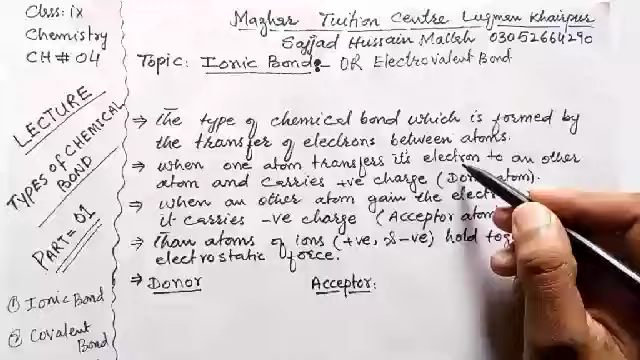 Class: ix
Chemistry
CH # 04
Maghar Tuition Centre Luqman Khairpur
Sajjad Hussain Mallah 03052664290
Topic: Ionic Bond: OR Electrovalent Bond
LECTURE
TYPES OF CHEMICAL
BOND
PART= 01
① Ionic Bond
② Covalent
Bond
⇒ The type of chemical bond which is formed by
the transfer of electrons between atoms.
⇒ when one atom transfers it's electron to an other
atom and carries +ve charge (Donor atom).
⇒ when an other atom gain the
it carries -ve charge (Acceptor atom
⇒ Than atoms of ions (+ve, & -ve) hold
electrostatic force.
⇒ Donor Acceptor: